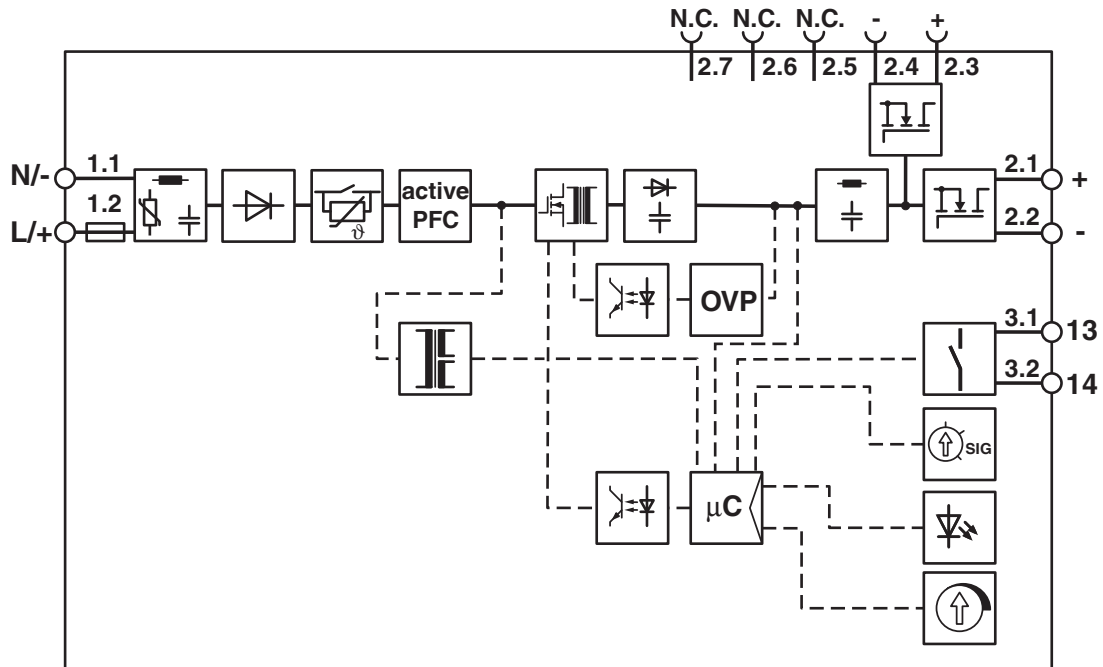 N.C. N.C. N.C. - +
2.7 2.6 2.5 2.4 2.3
N/- 1.1
L/+ 1.2
ϑ
active
PFC
2.1 +
2.2 -
OVP
3.1 13
3.2 14
SIG
µC